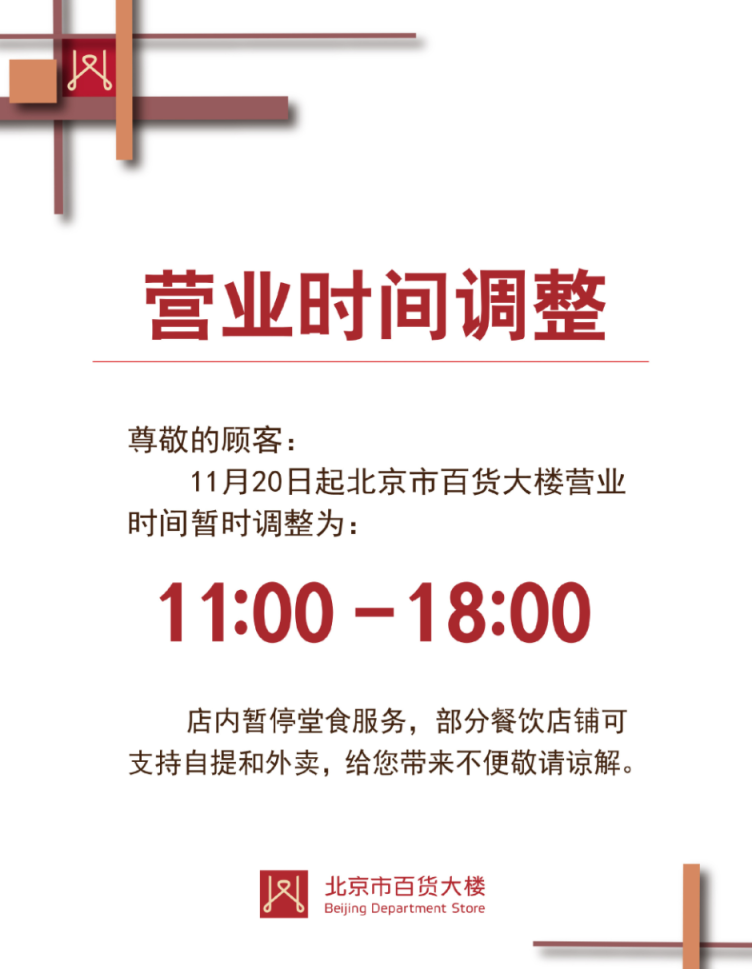 营业时间调整
尊敬的顾客：
11月20日起北京市百货大楼营业
时间暂时调整为：
11:00－18:00
店内暂停堂食服务，部分餐饮店铺可
支持自提和外卖，给您带来不便敬请谅解。
北京市百货大楼
Beijing Department Store